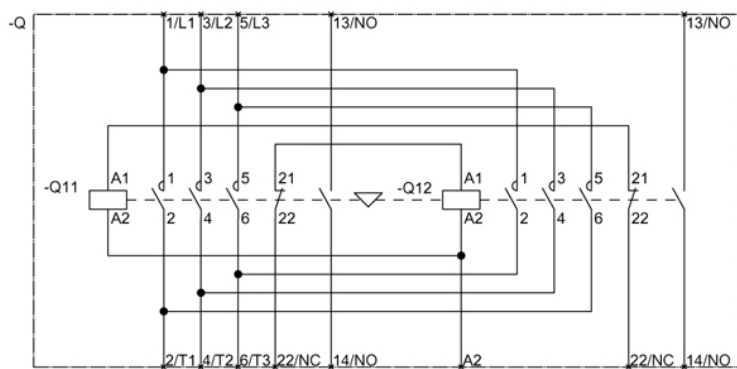 -Q 1/L1 3/L2 5/L3 13/NO 13/NO
A1 1 3 5 21 A1 1 3 5 21
-Q11 -Q12
A2 2 4 6 22 A2 2 4 6 22
2/T1 4/T2 6/T3 22/NC 14/NO A2 22/NC 14/NO